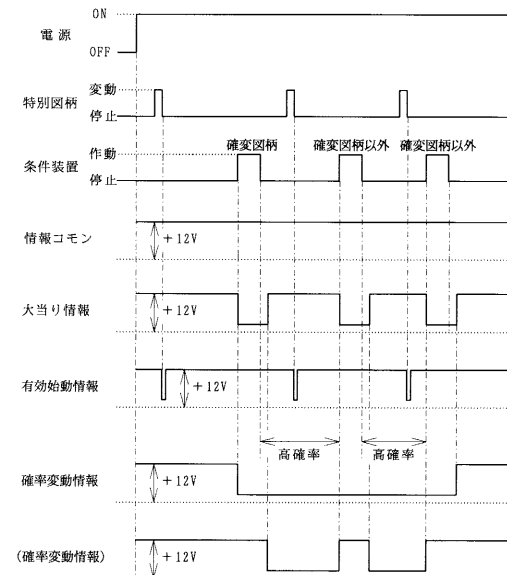 ON
電源
OFF
変動
特別図柄
停止
作動
確変図柄
確変図柄以外
確変図柄以外
条件装置
停止
情報コモン
+12V
大当り情報
+12V
有効始動情報
+12V
高確率
高確率
確率変動情報
+12V
(確率変動情報)
+12V